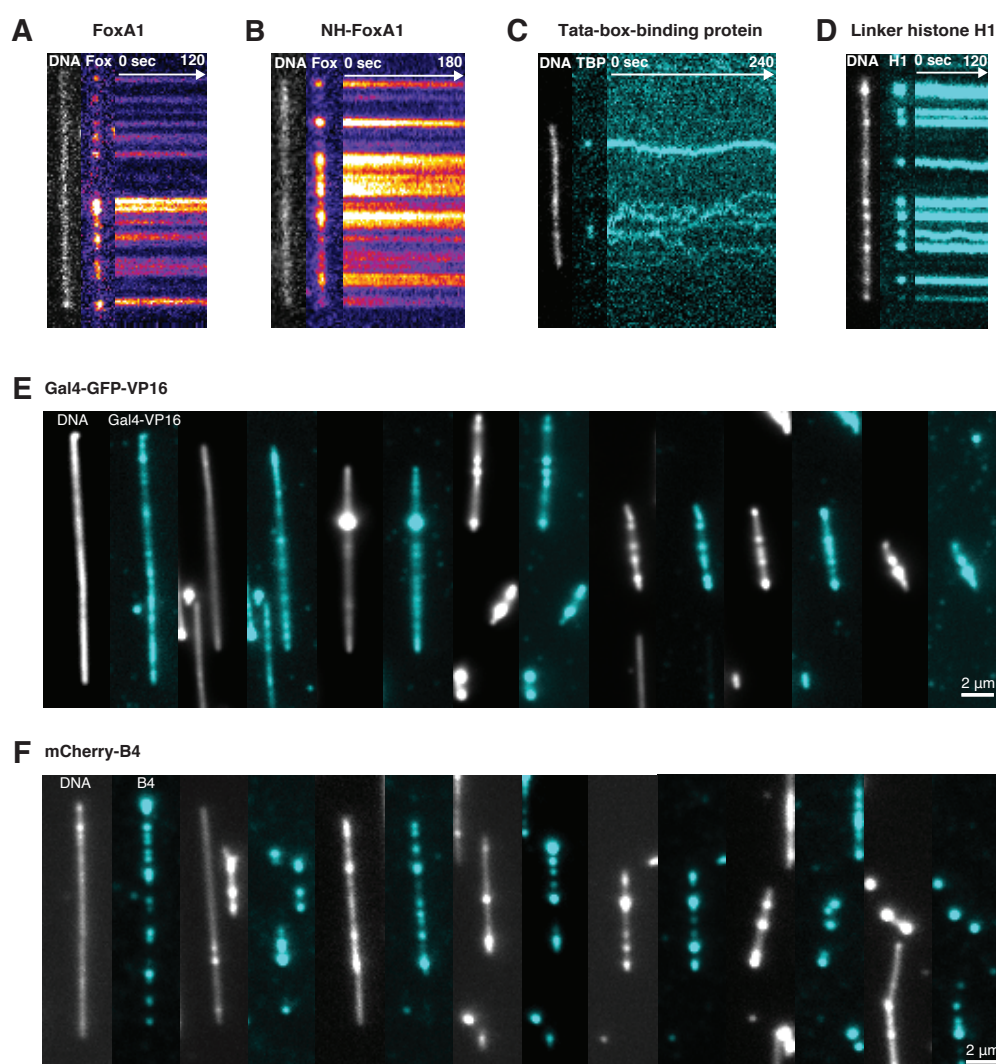 A FoxA1
DNA Fox 0 sec 120
B NH-FoxA1
DNA Fox 0 sec 180
C Tata-box-binding protein
DNA TBP 0 sec 240
D Linker histone H1
DNA H1 0 sec 120
E Gal4-GFP-VP16
DNA Gal4-VP16
2 μm
F mCherry-B4
DNA B4
2 μm